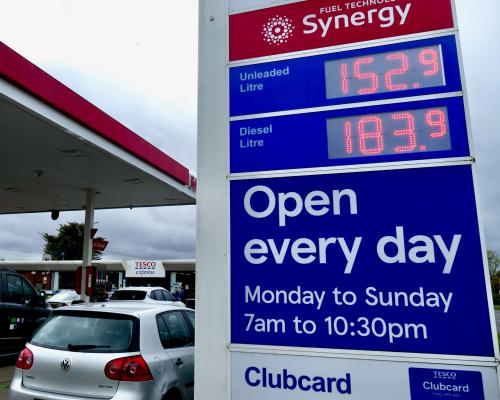 FUEL TECHNOLOGY
Synergy
Unleaded
Litre
152.9
Diesel
Litre
183.9
Open
every day
Monday to Sunday
7am to 10:30pm
Clubcard
TESCO
Clubcard
TESCO
express